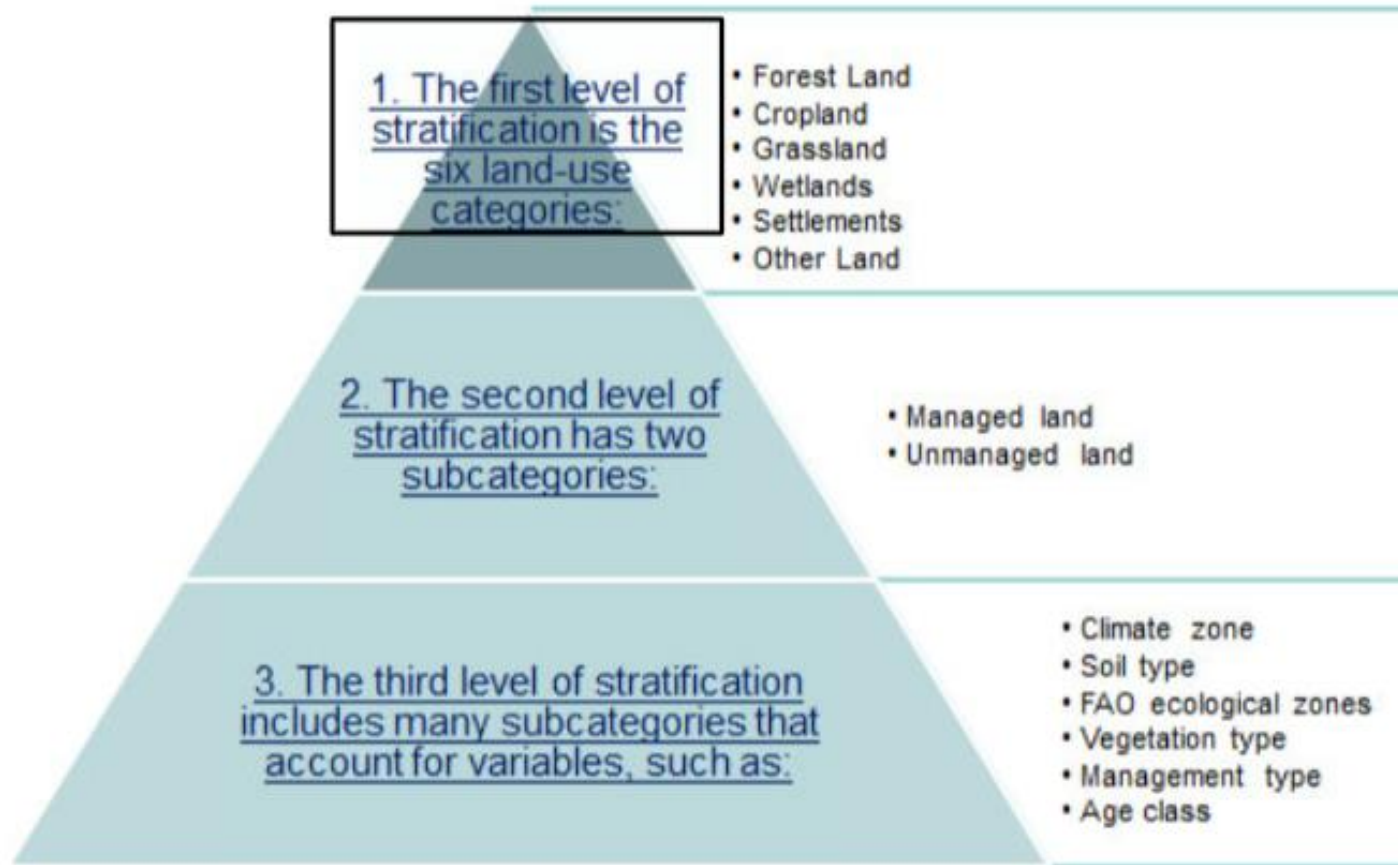 1. The first level of
stratification is the
six land-use
categories:
• Forest Land
• Cropland
• Grassland
• Wetlands
• Settlements
• Other Land
2. The second level of
stratification has two
subcategories:
• Managed land
• Unmanaged land
3. The third level of stratification
includes many subcategories that
account for variables, such as:
• Climate zone
• Soil type
• FAO ecological zones
• Vegetation type
• Management type
• Age class